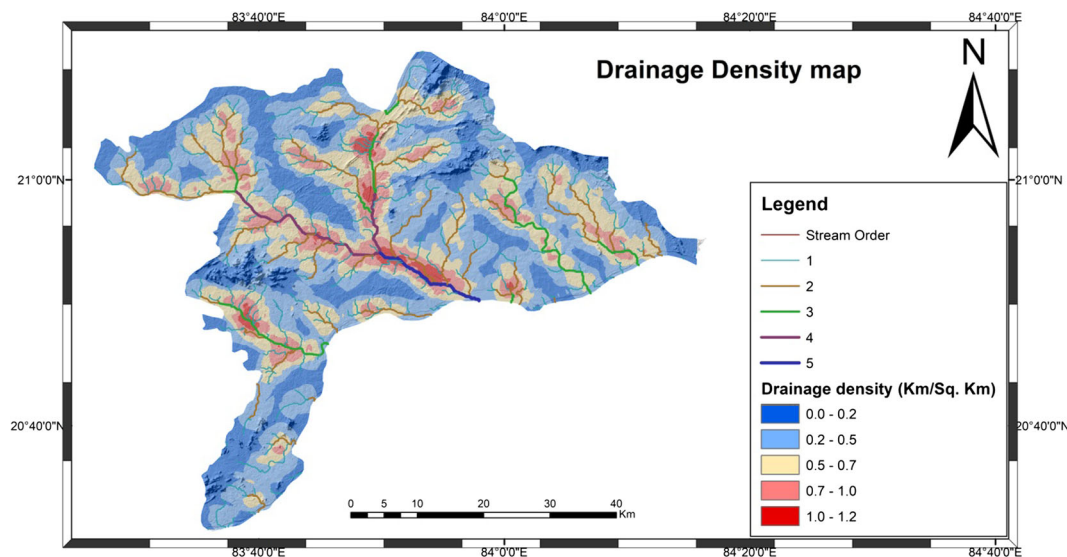 83°40'0"E 84°0'0"E 84°20'0"E 84°40'0"E
Drainage Density map
N
21°0'0"N 21°0'0"N
Legend
Stream Order
1
2
3
4
5
Drainage density (Km/Sq. Km)
0.0 - 0.2
0.2 - 0.5
0.5 - 0.7
0.7 - 1.0
1.0 - 1.2
20°40'0"N 20°40'0"N
0 5 10 20 30 40
Km
83°40'0"E 84°0'0"E 84°20'0"E 84°40'0"E